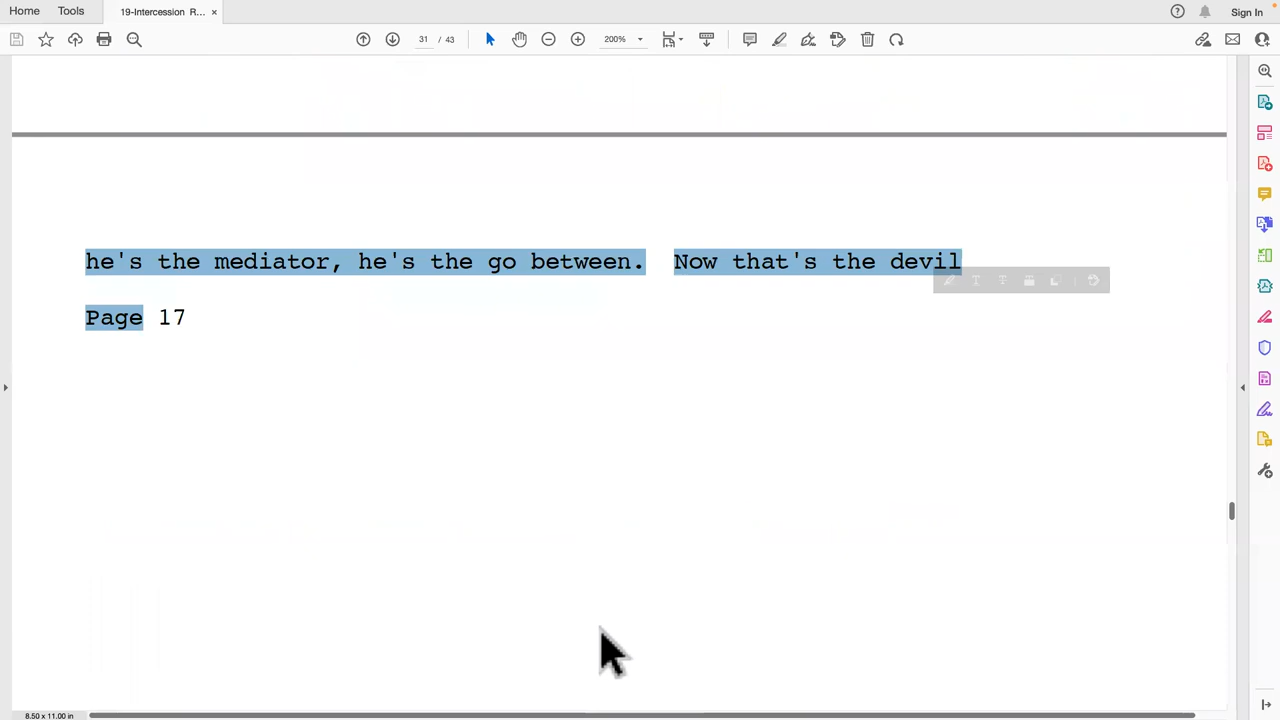 Home Tools 19-Intercession R... × Sign In
31 / 43 200%
he's the mediator, he's the go between. Now that's the devil
Page 17
8.50 x 11.00 in